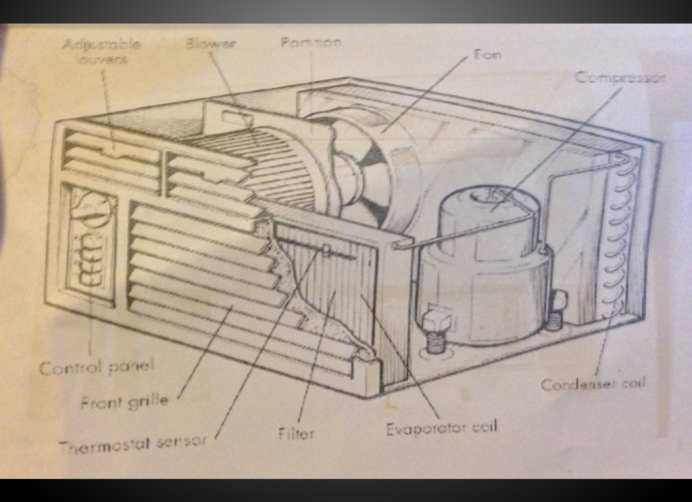 Adjustable
louvers
Blower
Partition
Fan
Compressor
Control panel
Front grille
Thermostat sensor
Filter
Evaporator coil
Condenser coil